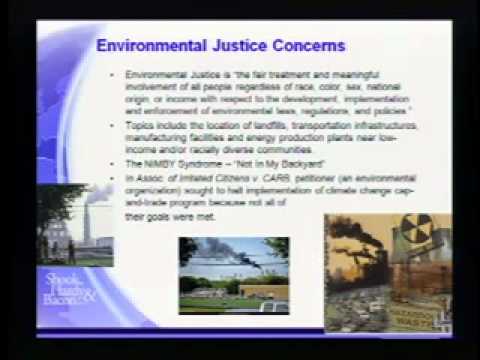 Environmental Justice Concerns
• Environmental Justice is “the fair treatment and meaningful
involvement of all people regardless of race, color, sex, national
origin, or income with respect to the development, implementation
and enforcement of environmental laws, regulations, and policies.”
• Topics include the location of landfills, transportation infrastructures,
manufacturing facilities and energy production plants near low-
income and/or racially diverse communities.
• The NIMBY Syndrome – “Not In My Backyard”
• In Assoc. of Irritated Citizens v. CARB, petitioner (an environmental
organization) sought to halt implementation of climate change cap-
and-trade program because not all of
their goals were met.
Shook,
Hardy&
Bacon
HAZARDOUS
WASTE